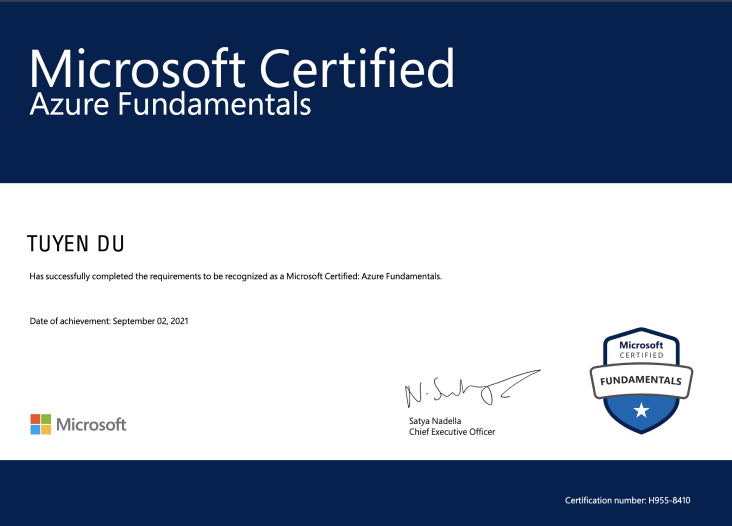 Microsoft Certified
Azure Fundamentals
TUYEN DU
Has successfully completed the requirements to be recognized as a Microsoft Certified: Azure Fundamentals.
Date of achievement: September 02, 2021
Microsoft
CERTIFIED
FUNDAMENTALS
Satya Nadella
Chief Executive Officer
Microsoft
Certification number: H955-8410